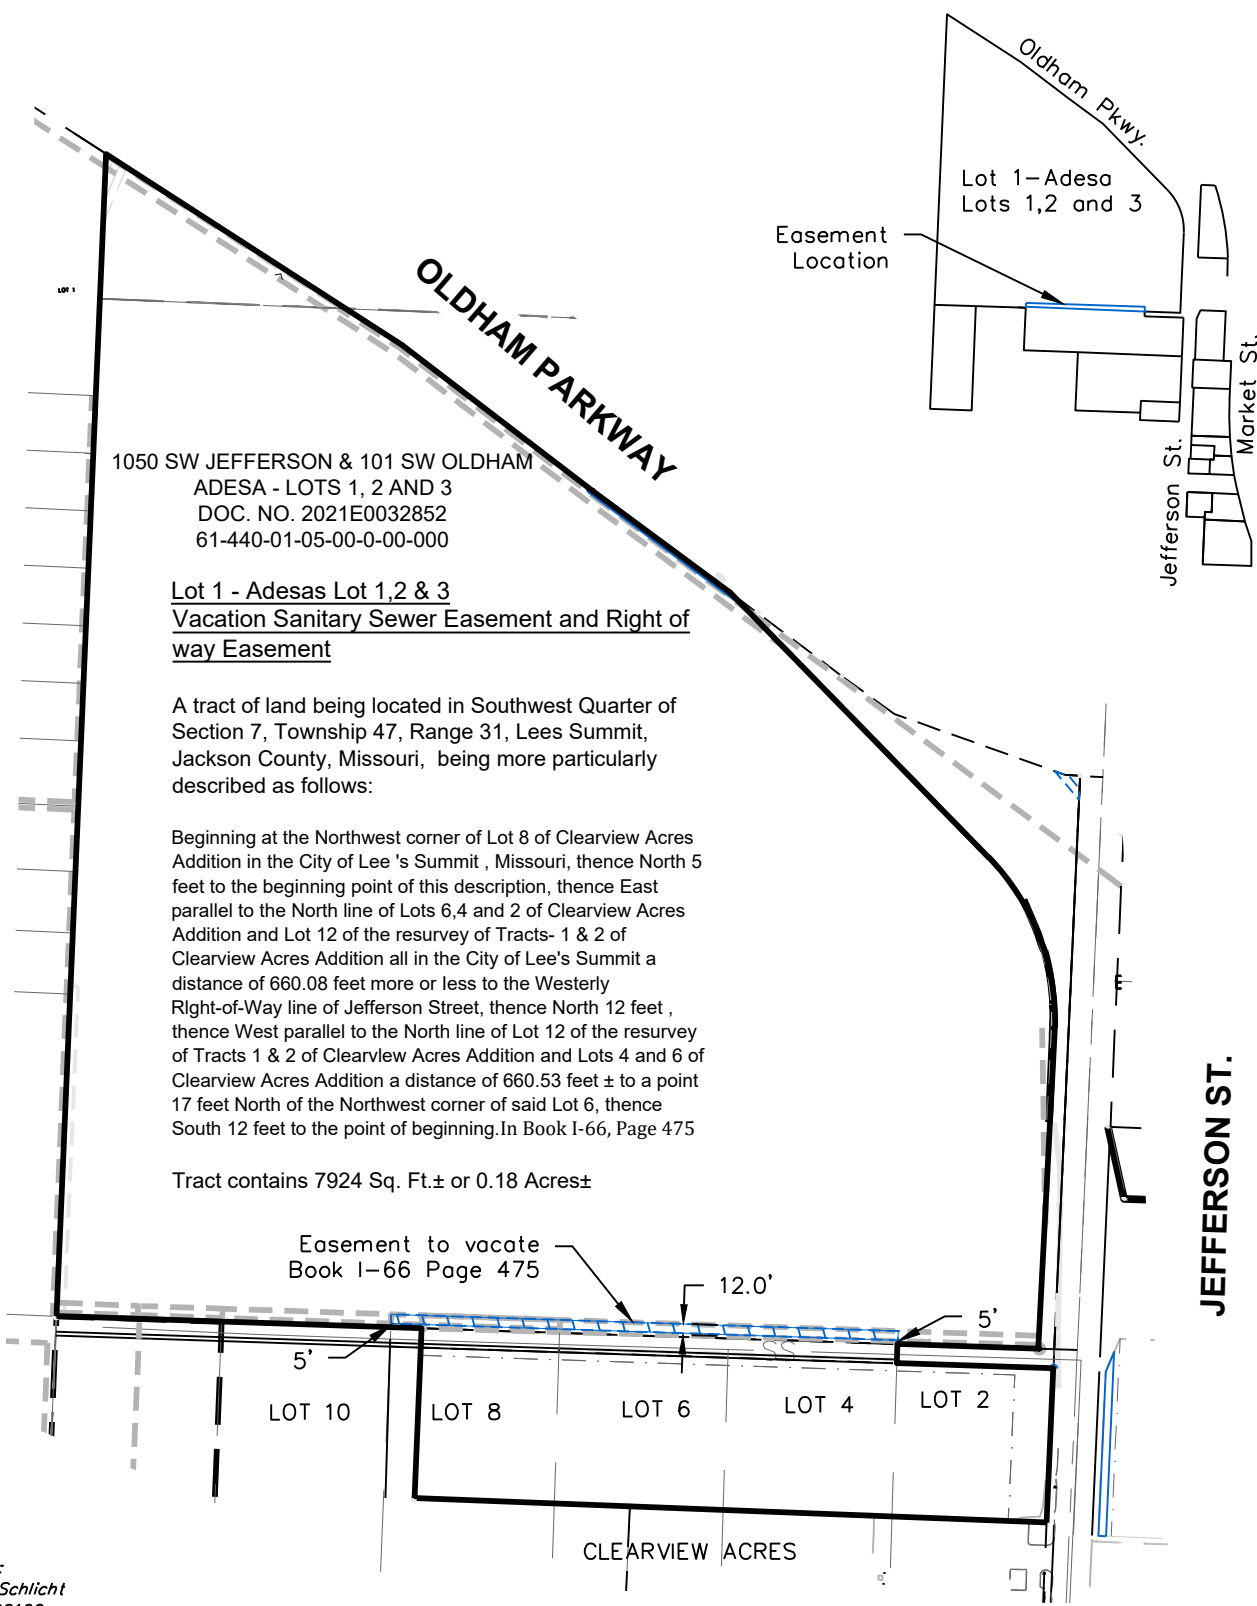 Oldham Pkwy.
Lot 1-Adesa
Lots 1,2 and 3
Easement
Location
Market St.
Jefferson St.
LOT 1
OLDHAM PARKWAY
1050 SW JEFFERSON & 101 SW OLDHAM
ADESA - LOTS 1, 2 AND 3
DOC. NO. 2021E0032852
61-440-01-05-00-0-00-000
Lot 1 - Adesas Lot 1,2 & 3
Vacation Sanitary Sewer Easement and Right of
way Easement
A tract of land being located in Southwest Quarter of
Section 7, Township 47, Range 31, Lees Summit,
Jackson County, Missouri, being more particularly
described as follows:
Beginning at the Northwest corner of Lot 8 of Clearview Acres
Addition in the City of Lee 's Summit , Missouri, thence North 5
feet to the beginning point of this description, thence East
parallel to the North line of Lots 6,4 and 2 of Clearview Acres
Addition and Lot 12 of the resurvey of Tracts- 1 & 2 of
Clearview Acres Addition all in the City of Lee's Summit a
distance of 660.08 feet more or less to the Westerly
RIght-of-Way line of Jefferson Street, thence North 12 feet ,
thence West parallel to the North line of Lot 12 of the resurvey
of Tracts 1 & 2 of ClearvIew Acres Addition and Lots 4 and 6 of
Clearview Acres Addition a distance of 660.53 feet ± to a point
17 feet North of the Northwest corner of said Lot 6, thence
South 12 feet to the point of beginning.In Book I-66, Page 475
Tract contains 7924 Sq. Ft.± or 0.18 Acres±
JEFFERSON ST.
Easement to vacate
Book I-66 Page 475
12.0'
5'
5'
SS
LOT 10
LOT 8
LOT 6
LOT 4
LOT 2
CLEARVIEW ACRES
Schlicht